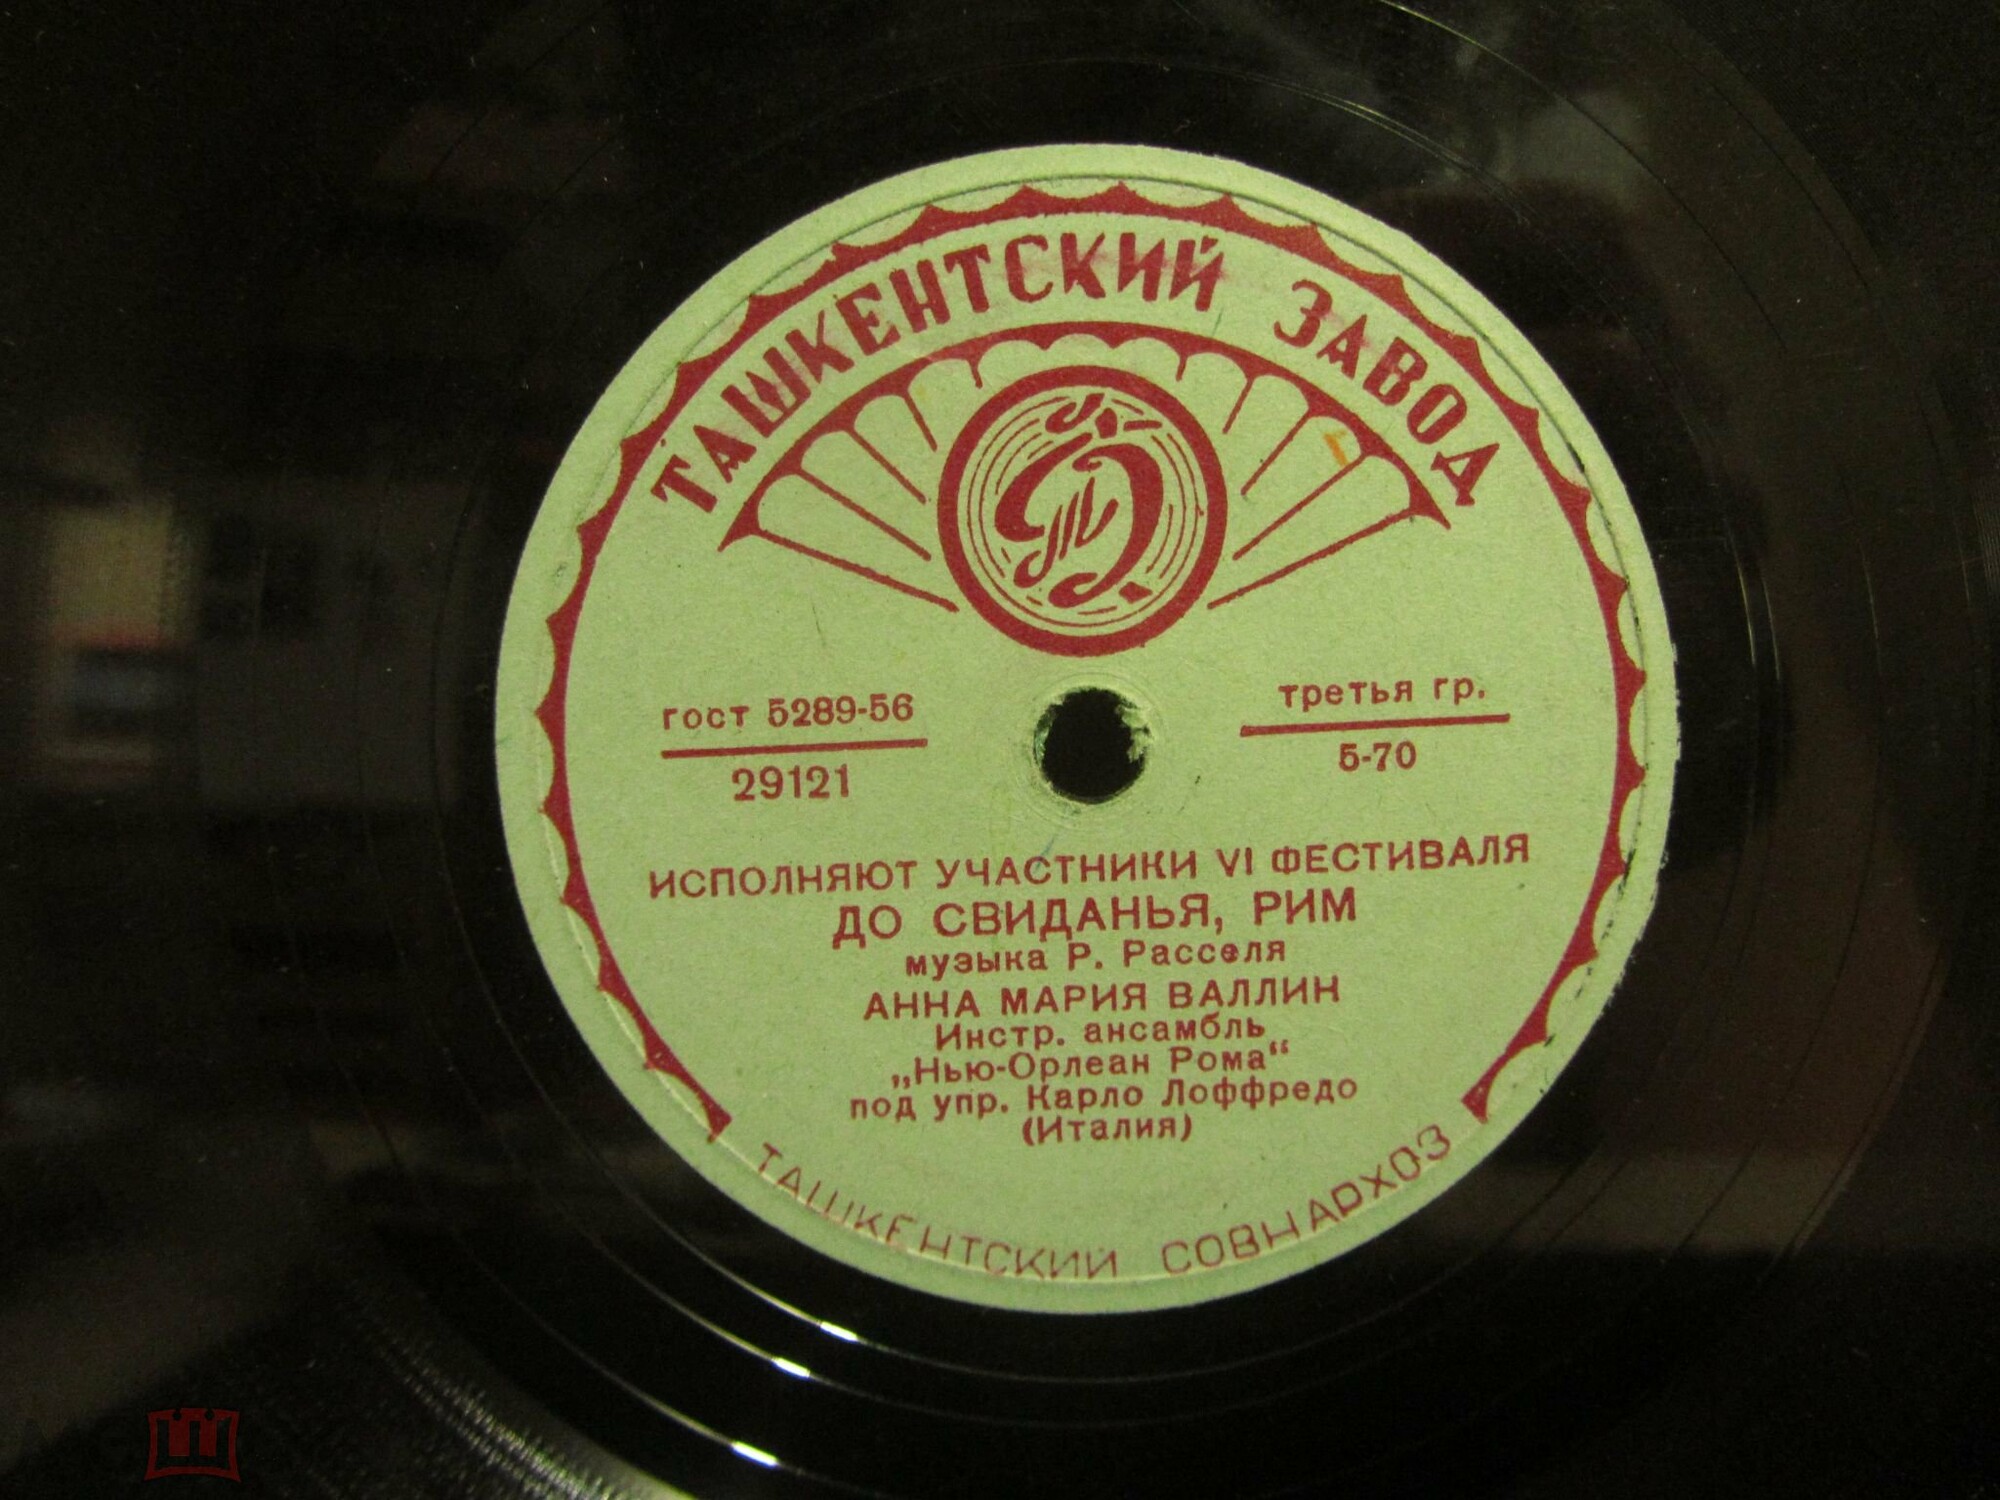 ТАШКЕНТСКИЙ ЗАВОД
гост 5289-56
29121
третья гр.
5-70
ИСПОЛНЯЮТ УЧАСТНИКИ VI ФЕСТИВАЛЯ
ДО СВИДАНЬЯ, РИМ
музыка Р. Расселя
АННА МАРИЯ ВАЛЛИН
Инстр. ансамбль
„Нью-Орлеан Рома“
под упр. Карло Лоффредо
(Италия)
ТАШКЕНТСКИЙ СОВНАРХОЗ